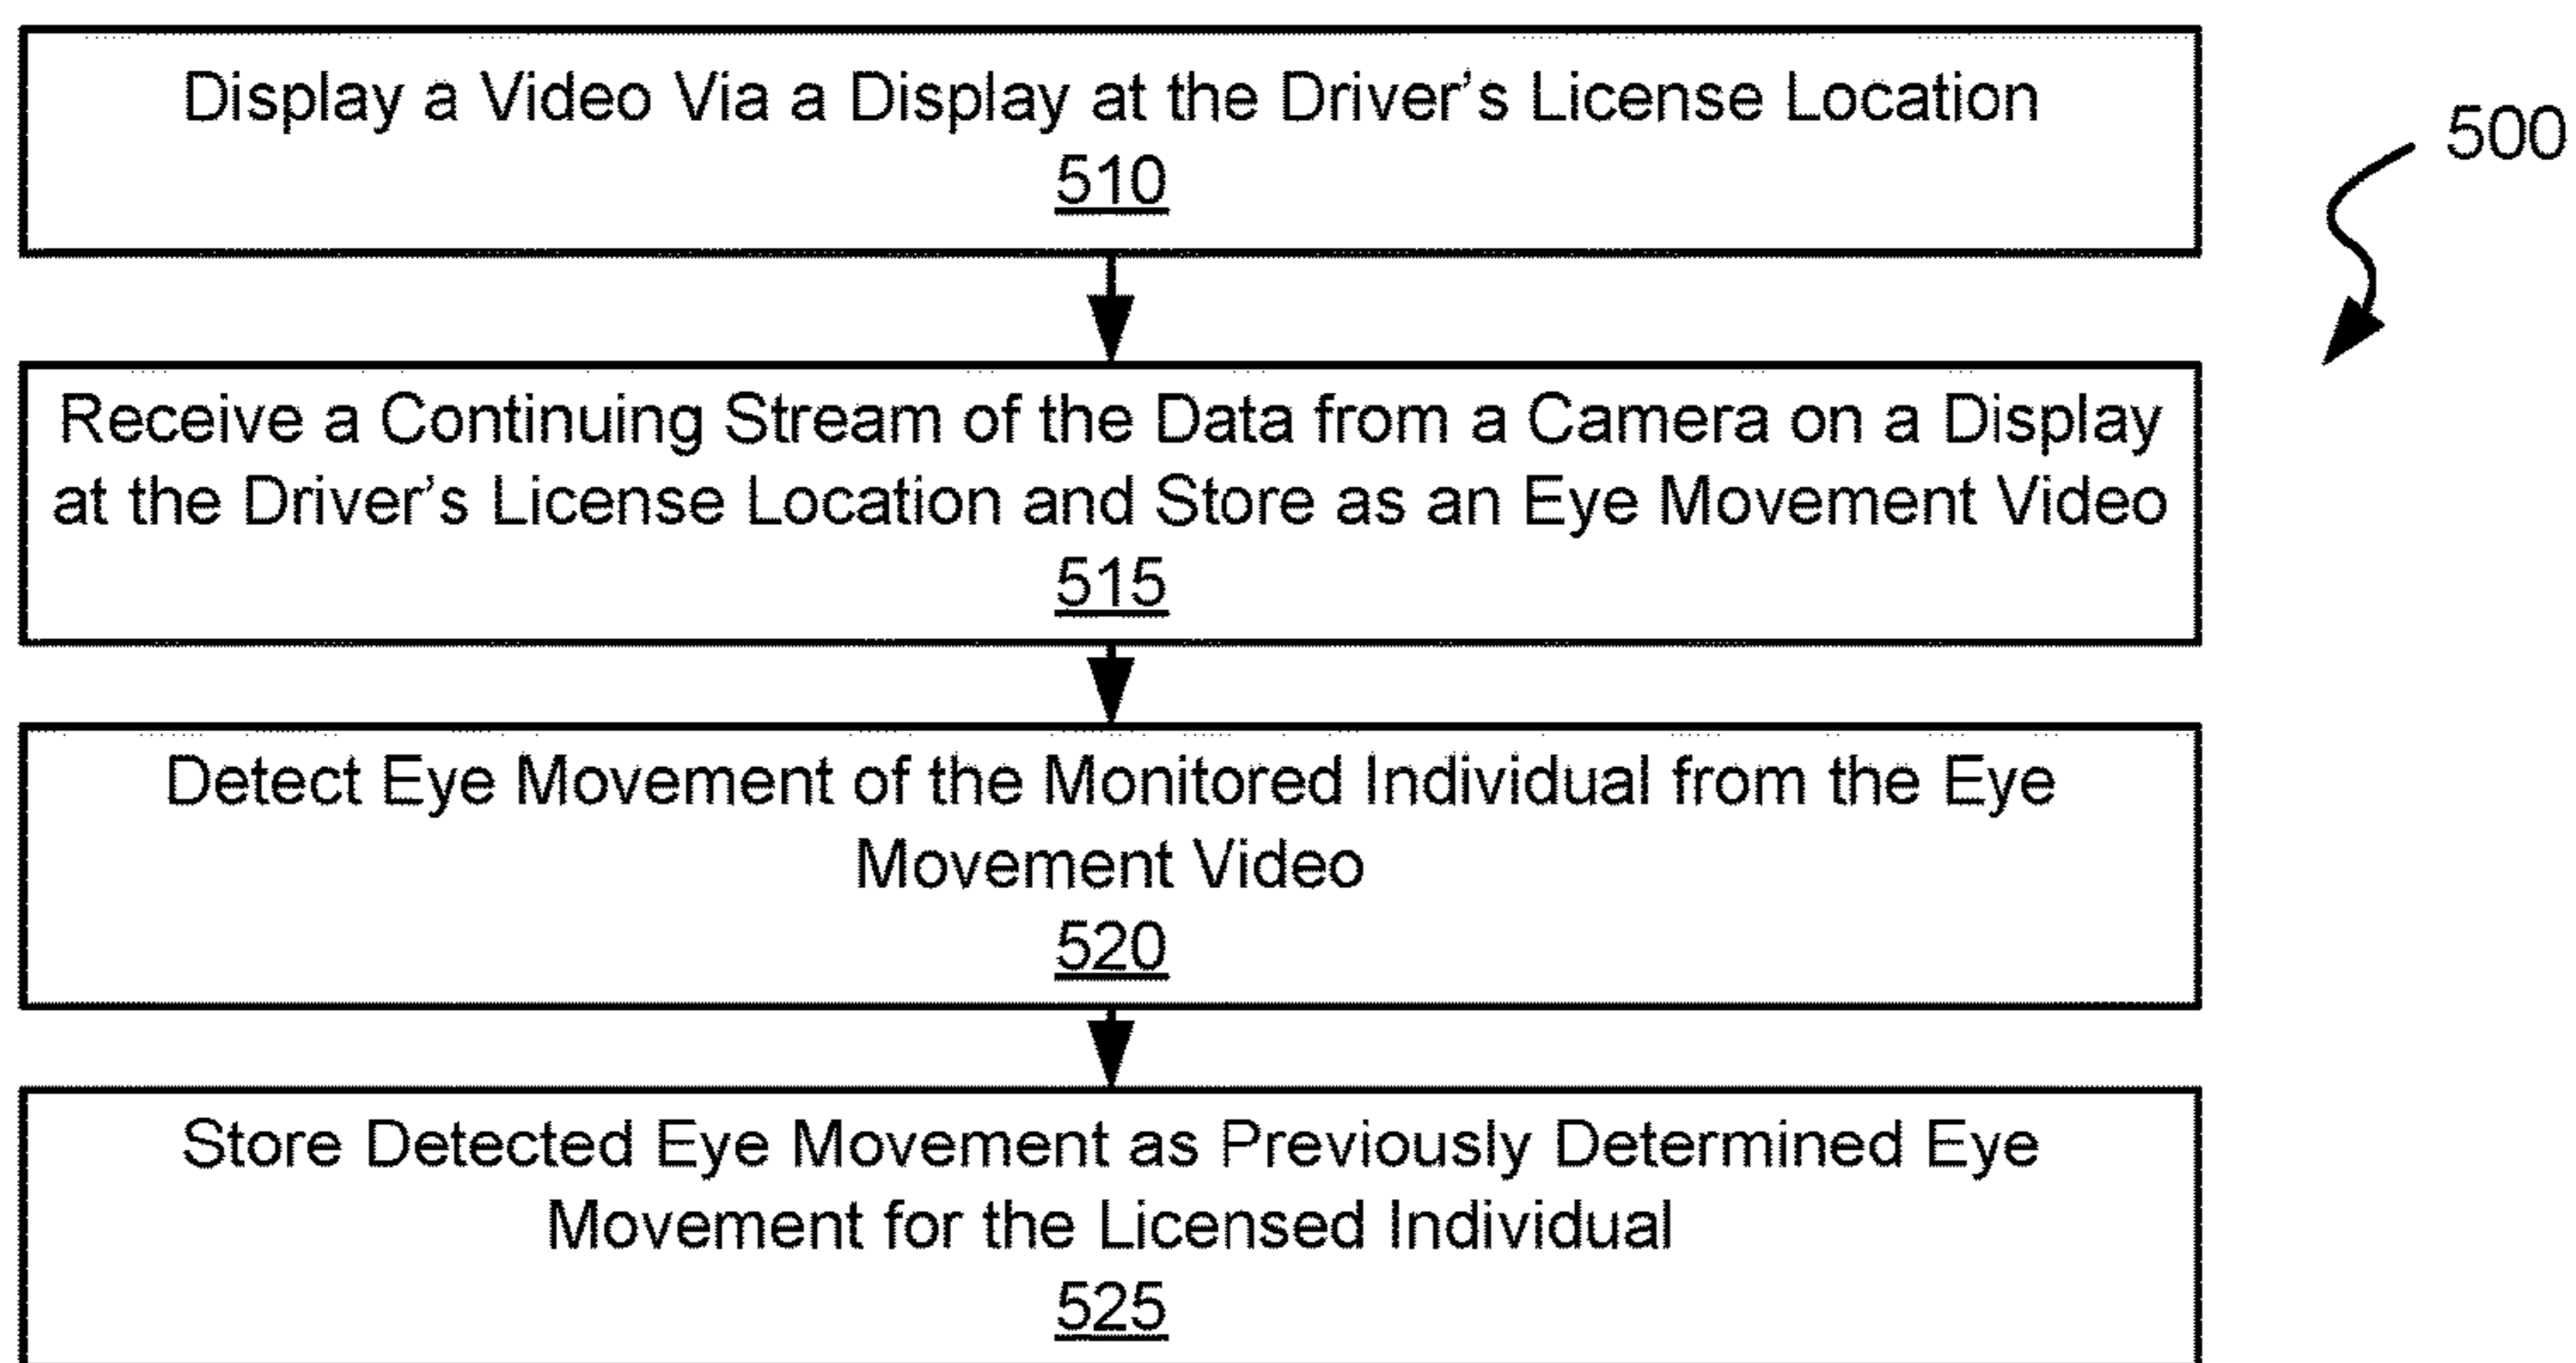 Display a Video Via a Display at the Driver's License Location
510
500
Receive a Continuing Stream of the Data from a Camera on a Display
at the Driver's License Location and Store as an Eye Movement Video
515
Detect Eye Movement of the Monitored Individual from the Eye
Movement Video
520
Store Detected Eye Movement as Previously Determined Eye
Movement for the Licensed Individual
525